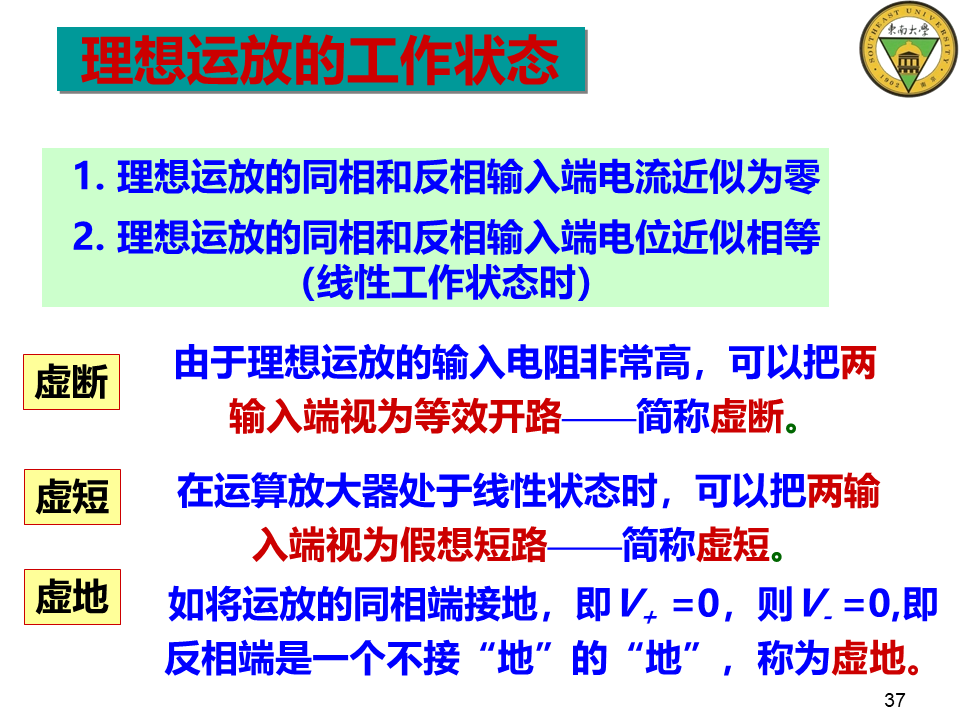 理想运放的工作状态
東南大學
SOUTHEAST UNIVERSITY
1902 南京
1. 理想运放的同相和反相输入端电流近似为零
2. 理想运放的同相和反相输入端电位近似相等
（线性工作状态时）
虚断
由于理想运放的输入电阻非常高，可以把两
输入端视为等效开路——简称虚断。
虚短
在运算放大器处于线性状态时，可以把两输
入端视为假想短路——简称虚短。
虚地
如将运放的同相端接地，即V+ =0，则V- =0,即
反相端是一个不接“地”的“地”，称为虚地。
37